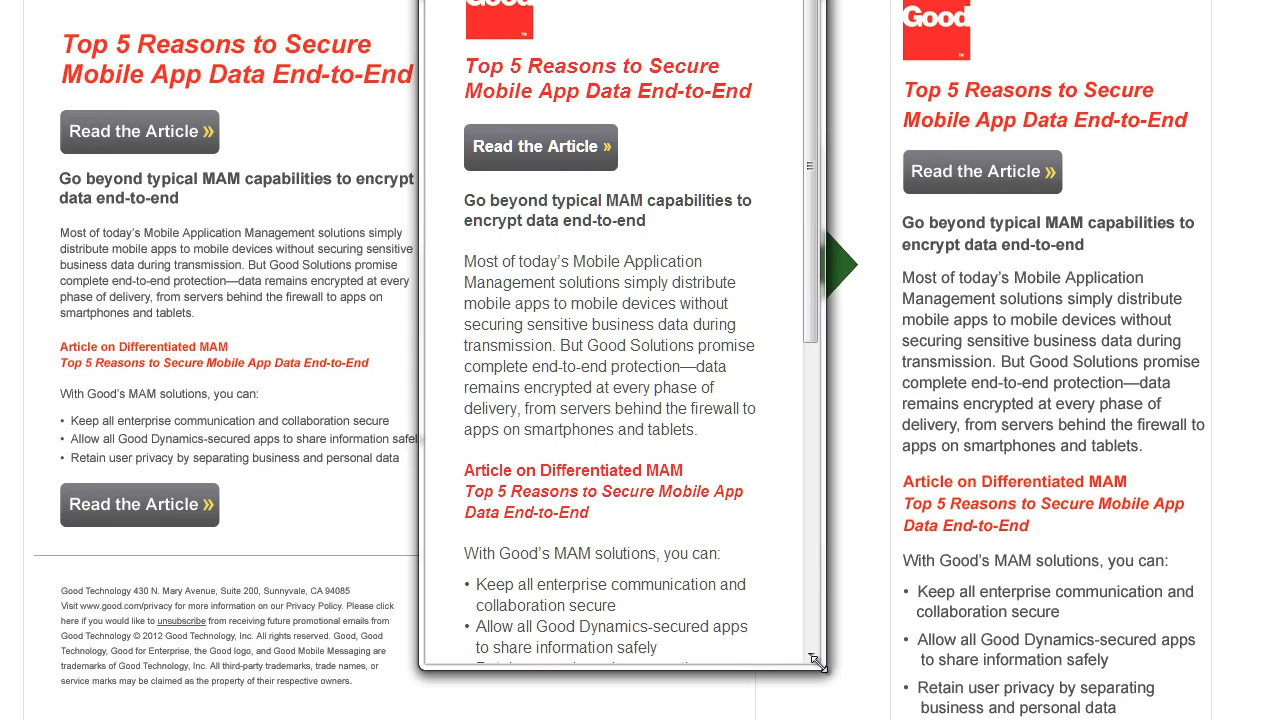 Top 5 Reasons to Secure
Mobile App Data End-to-End
Read the Article »
Go beyond typical MAM capabilities to encrypt
data end-to-end
Most of today’s Mobile Application Management solutions simply
distribute mobile apps to mobile devices without securing sensitive
business data during transmission. But Good Solutions promise
complete end-to-end protection—data remains encrypted at every
phase of delivery, from servers behind the firewall to apps on
smartphones and tablets.
Article on Differentiated MAM
Top 5 Reasons to Secure Mobile App Data End-to-End
With Good’s MAM solutions, you can:
• Keep all enterprise communication and collaboration secure
• Allow all Good Dynamics-secured apps to share information safel
• Retain user privacy by separating business and personal data
Read the Article »
Good Technology 430 N. Mary Avenue, Suite 200, Sunnyvale, CA 94085
Visit www.good.com/privacy for more information on our Privacy Policy. Please click
here if you would like to unsubscribe from receiving future promotional emails from
Good Technology © 2012 Good Technology, Inc. All rights reserved. Good, Good
Technology, Good for Enterprise, the Good logo, and Good Mobile Messaging are
trademarks of Good Technology, Inc. All third-party trademarks, trade names, or
service marks may be claimed as the property of their respective owners.
Good
™
Top 5 Reasons to Secure
Mobile App Data End-to-End
Read the Article »
Go beyond typical MAM capabilities to
encrypt data end-to-end
Most of today’s Mobile Application
Management solutions simply distribute
mobile apps to mobile devices without
securing sensitive business data during
transmission. But Good Solutions promise
complete end-to-end protection—data
remains encrypted at every phase of
delivery, from servers behind the firewall to
apps on smartphones and tablets.
Article on Differentiated MAM
Top 5 Reasons to Secure Mobile App
Data End-to-End
With Good’s MAM solutions, you can:
• Keep all enterprise communication and
collaboration secure
• Allow all Good Dynamics-secured apps
to share information safely
Good
™
Top 5 Reasons to Secure
Mobile App Data End-to-End
Read the Article »
Go beyond typical MAM capabilities to
encrypt data end-to-end
Most of today’s Mobile Application
Management solutions simply distribute
mobile apps to mobile devices without
securing sensitive business data during
transmission. But Good Solutions promise
complete end-to-end protection—data
remains encrypted at every phase of
delivery, from servers behind the firewall to
apps on smartphones and tablets.
Article on Differentiated MAM
Top 5 Reasons to Secure Mobile App
Data End-to-End
With Good’s MAM solutions, you can:
• Keep all enterprise communication and
collaboration secure
• Allow all Good Dynamics-secured apps
to share information safely
• Retain user privacy by separating
business and personal data